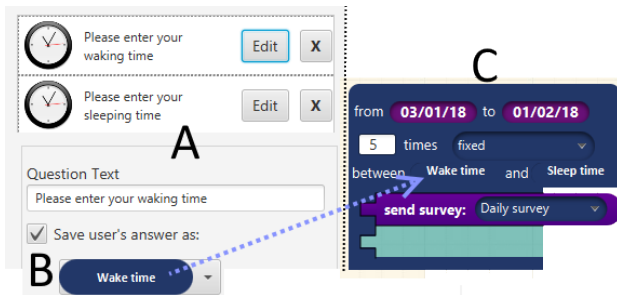 Please enter your
waking time
Edit
X
Please enter your
sleeping time
Edit
X
A
Question Text
Please enter your waking time
Save user's answer as:
B
Wake time
C
from 03/01/18 to 01/02/18
5 times fixed
between Wake time and Sleep time
send survey: Daily survey